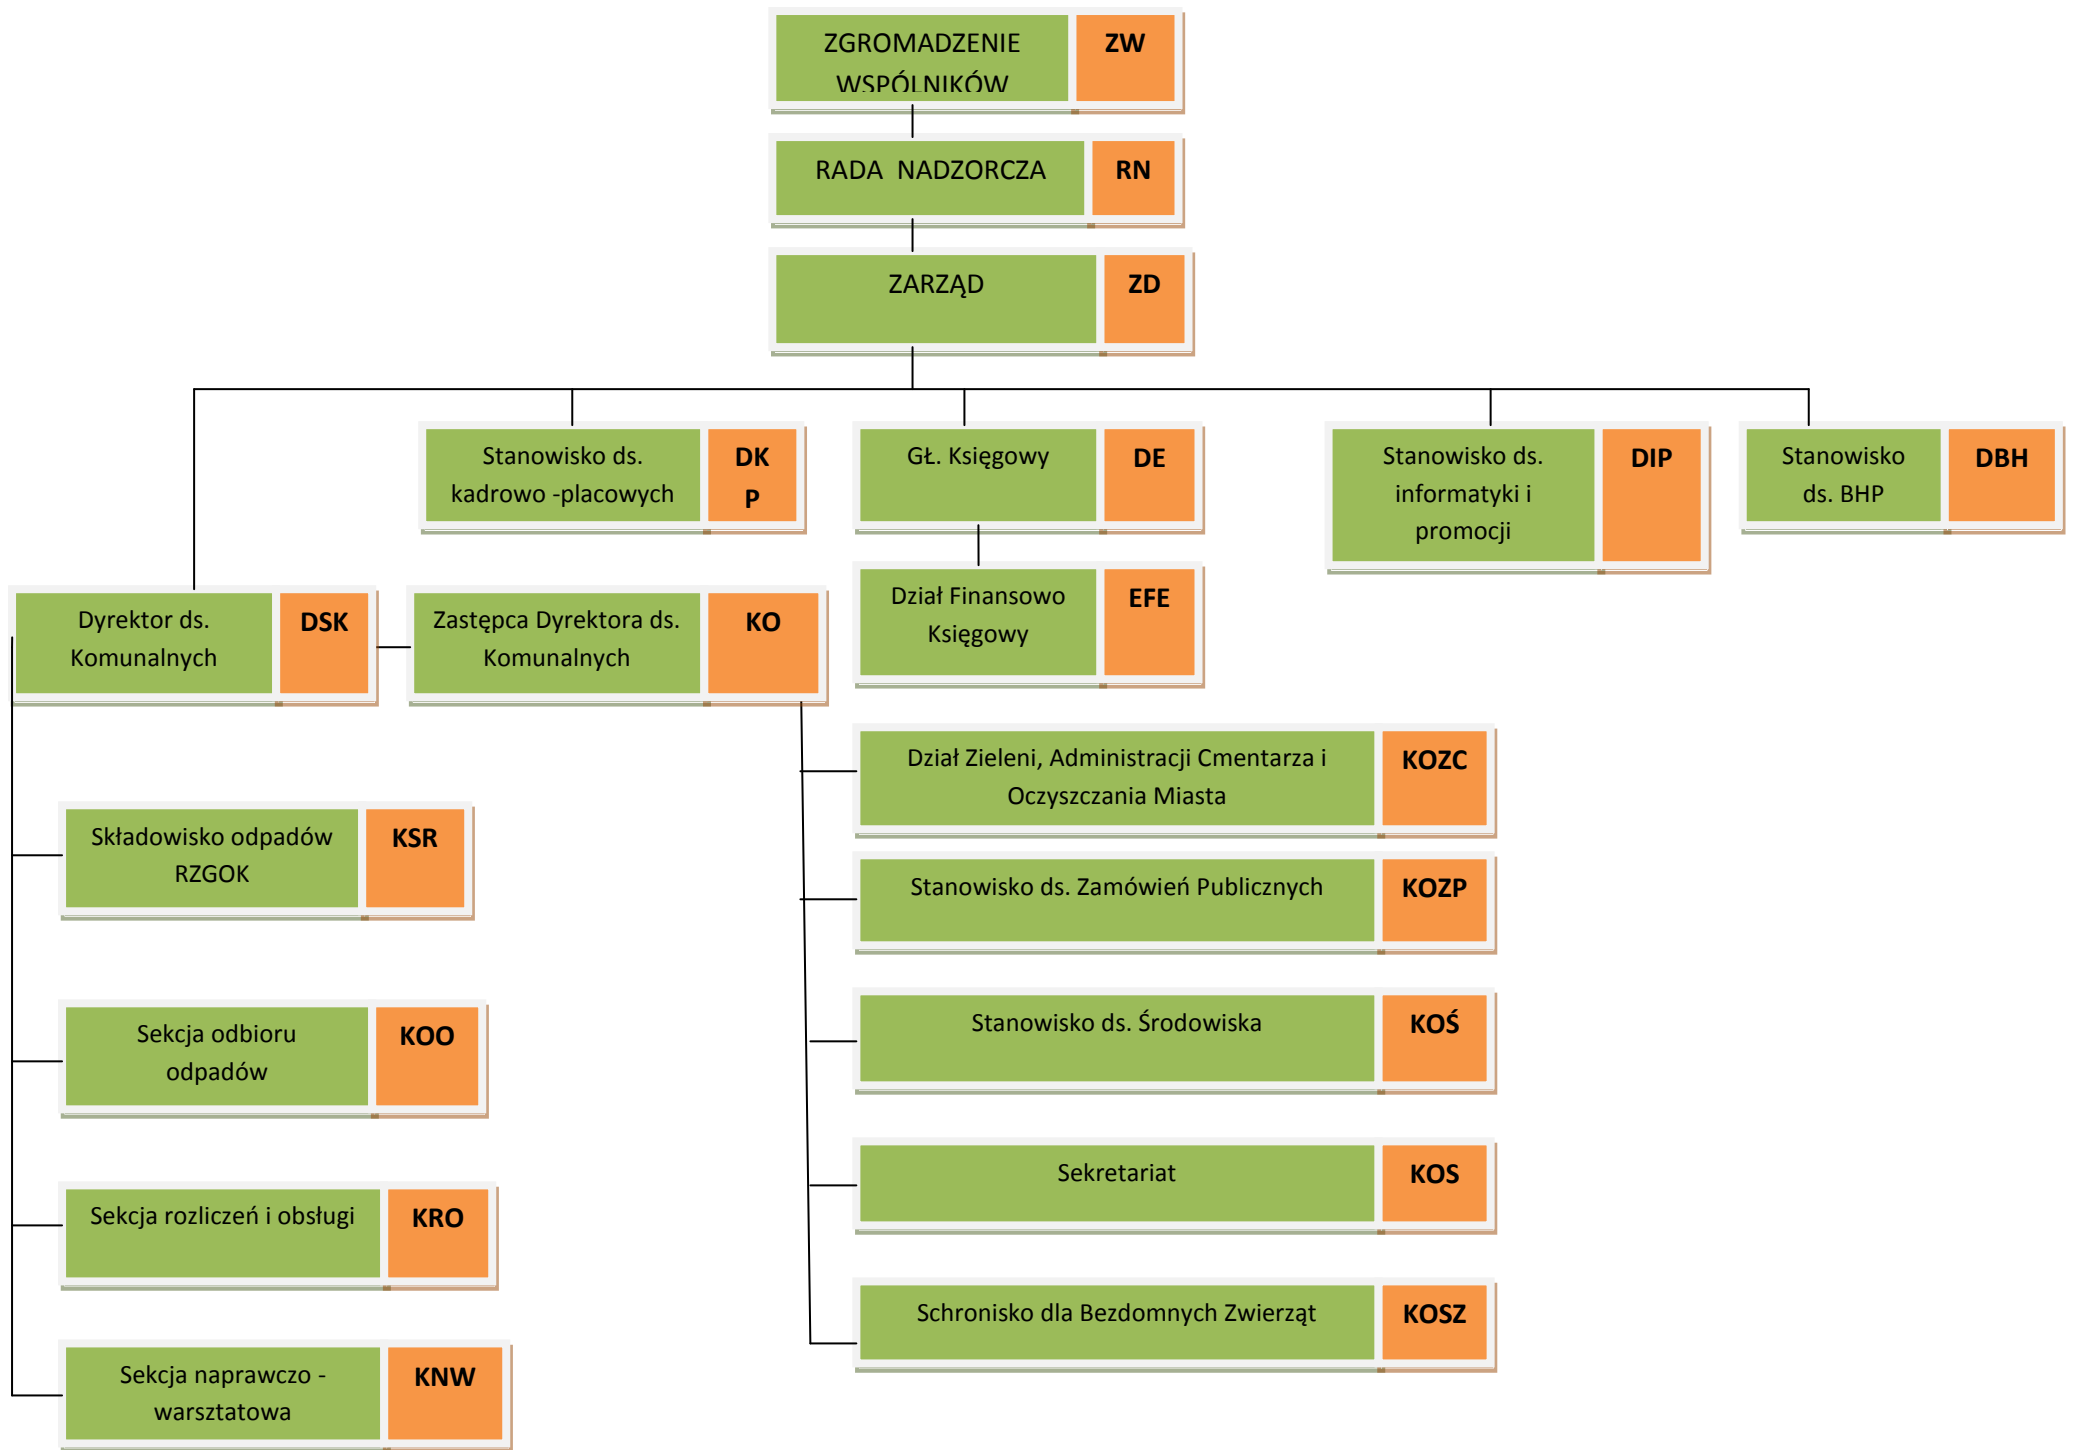 ZGROMADZENIE
WSPÓLNIKÓW
ZW
RADA NADZORCZA
RN
ZARZĄD
ZD
Stanowisko ds.
kadrowo -placowych
DK
P
GŁ. Księgowy
DE
Stanowisko ds.
informatyki i
promocji
DIP
Stanowisko
ds. BHP
DBH
Dział Finansowo
Księgowy
EFE
Dyrektor ds.
Komunalnych
DSK
Zastępca Dyrektora ds.
Komunalnych
KO
Składowisko odpadów
RZGOK
KSR
Sekcja odbioru
odpadów
KOO
Sekcja rozliczeń i obsługi
KRO
Sekcja naprawczo -
warsztatowa
KNW
Dział Zieleni, Administracji Cmentarza i
Oczyszczania Miasta
KOZC
Stanowisko ds. Zamówień Publicznych
KOZP
Stanowisko ds. Środowiska
KOŚ
Sekretariat
KOS
Schronisko dla Bezdomnych Zwierząt
KOSZ